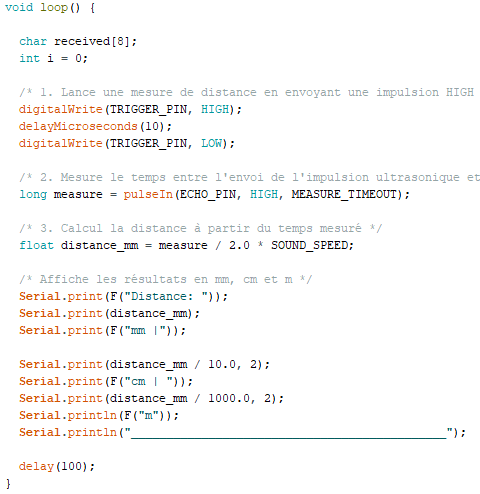 void loop() {
char received[8];
int i = 0;
/* 1. Lance une mesure de distance en envoyant une impulsion HIGH
digitalWrite(TRIGGER_PIN, HIGH);
delayMicroseconds(10);
digitalWrite(TRIGGER_PIN, LOW);
/* 2. Mesure le temps entre l'envoi de l'impulsion ultrasonique et
long measure = pulseIn(ECHO_PIN, HIGH, MEASURE_TIMEOUT);
/* 3. Calcul la distance à partir du temps mesuré */
float distance_mm = measure / 2.0 * SOUND_SPEED;
/* Affiche les résultats en mm, cm et m */
Serial.print(F("Distance: "));
Serial.print(distance_mm);
Serial.print(F("mm |"));
Serial.print(distance_mm / 10.0, 2);
Serial.print(F("cm | "));
Serial.print(distance_mm / 1000.0, 2);
Serial.println(F("m"));
Serial.println("_____________________________________________");
delay(100);
}